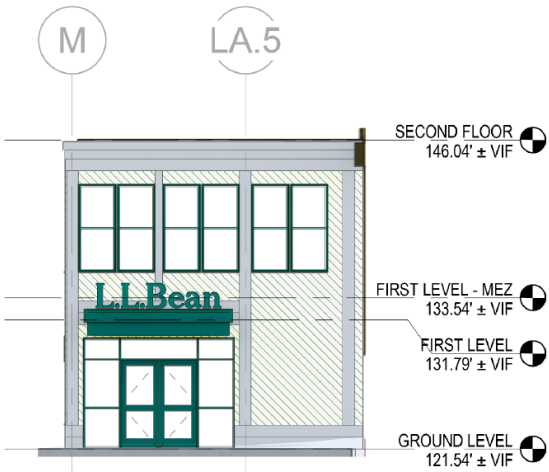 M
LA.5
SECOND FLOOR
146.04' ± VIF
FIRST LEVEL - MEZ
133.54' ± VIF
L.L.Bean
FIRST LEVEL
131.79' ± VIF
GROUND LEVEL
121.54' ± VIF